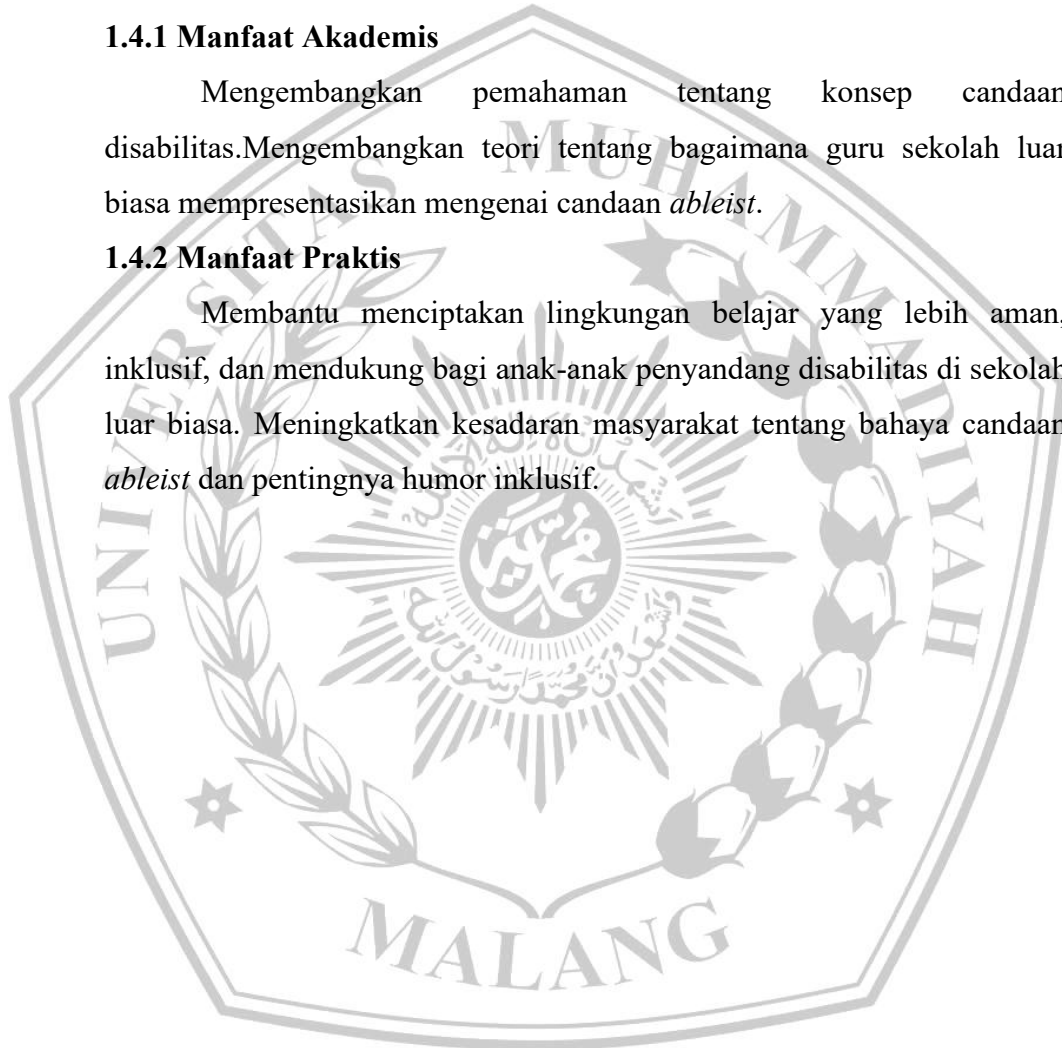 1.4.1 Manfaat Akademis
Mengembangkan pemahaman tentang konsep candaan
disabilitas.Mengembangkan teori tentang bagaimana guru sekolah luar
biasa mempresentasikan mengenai candaan ableist.
1.4.2 Manfaat Praktis
Membantu menciptakan lingkungan belajar yang lebih aman,
inklusif, dan mendukung bagi anak-anak penyandang disabilitas di sekolah
luar biasa. Meningkatkan kesadaran masyarakat tentang bahaya candaan
ableist dan pentingnya humor inklusif.
UNIVERSITAS MUHAMMADIYAH
MALANG